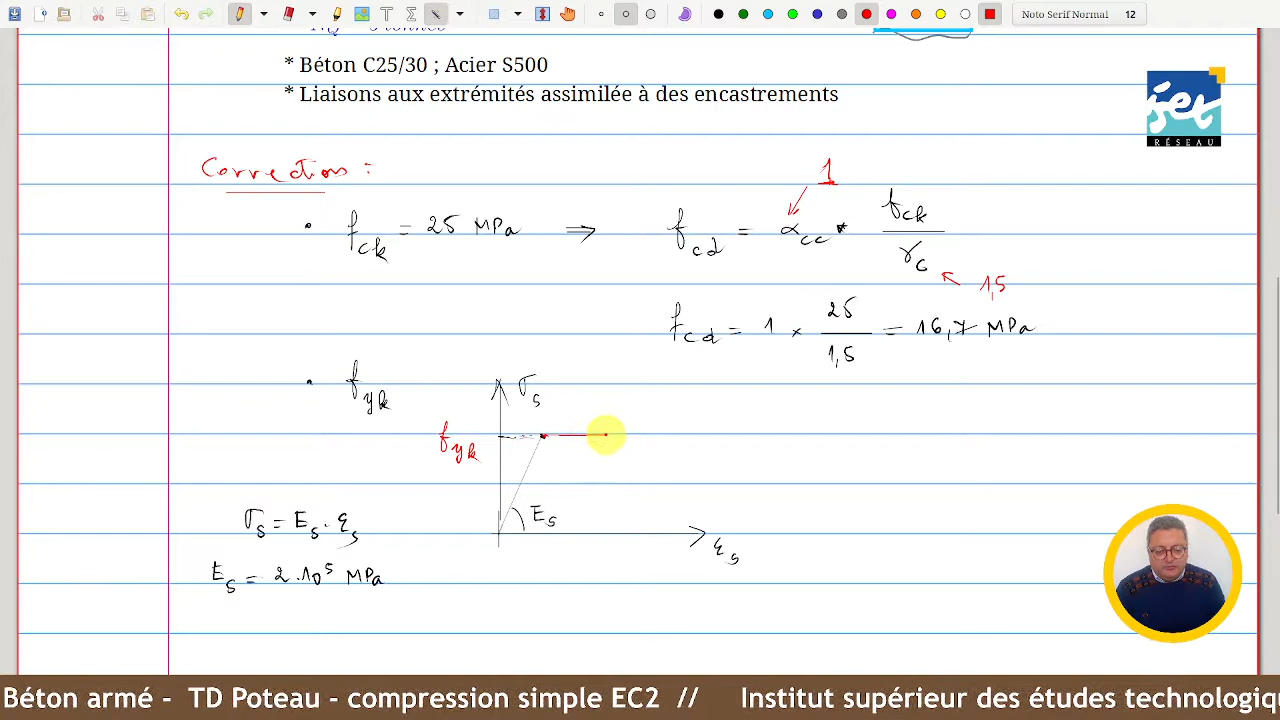 Noto Serif Normal 12
* Béton C25/30 ; Acier S500
* Liaisons aux extrémités assimilée à des encastrements
iset
RÉSEAU
Correction :
1
• fck = 25 MPa ⇒ fcd = αcc * fck / γc
1,5
fcd = 1 × 25 / 1,5 = 16,7 MPa
• fyk
σs
fyk
Es
σs = Es . εs
εs
Es = 2.10⁵ MPa
Béton armé - TD Poteau - compression simple EC2 // Institut supérieur des études technologiq